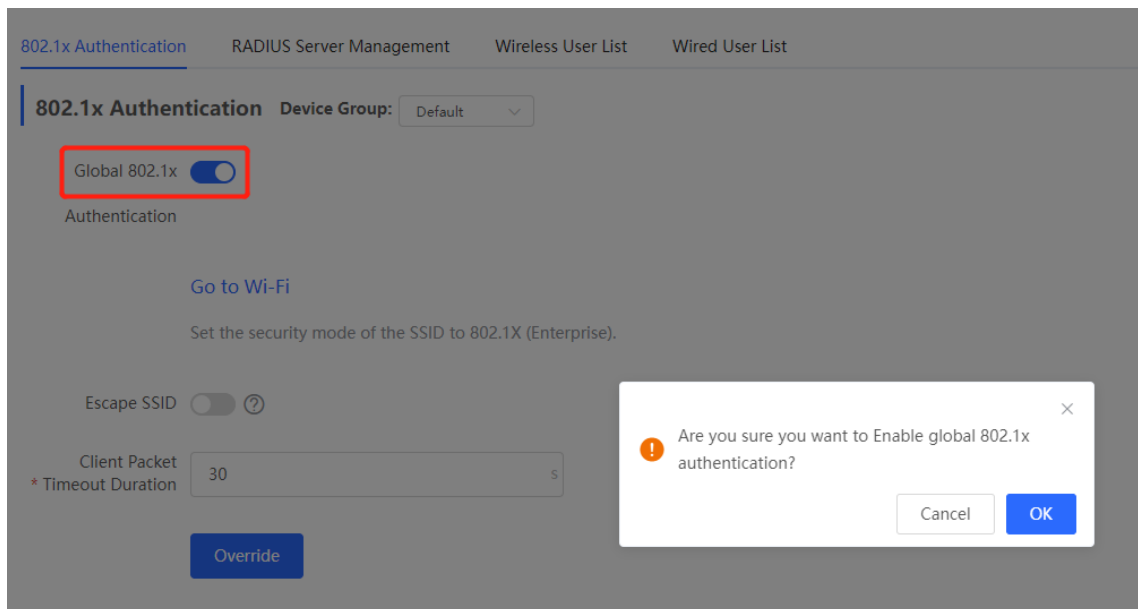 802.1x Authentication RADIUS Server Management Wireless User List Wired User List
802.1x Authentication Device Group: Default
Global 802.1x
Authentication
Go to Wi-Fi
Set the security mode of the SSID to 802.1X (Enterprise).
Escape SSID ?
Client Packet
* Timeout Duration 30 s
Override
Are you sure you want to Enable global 802.1x
authentication?
Cancel OK